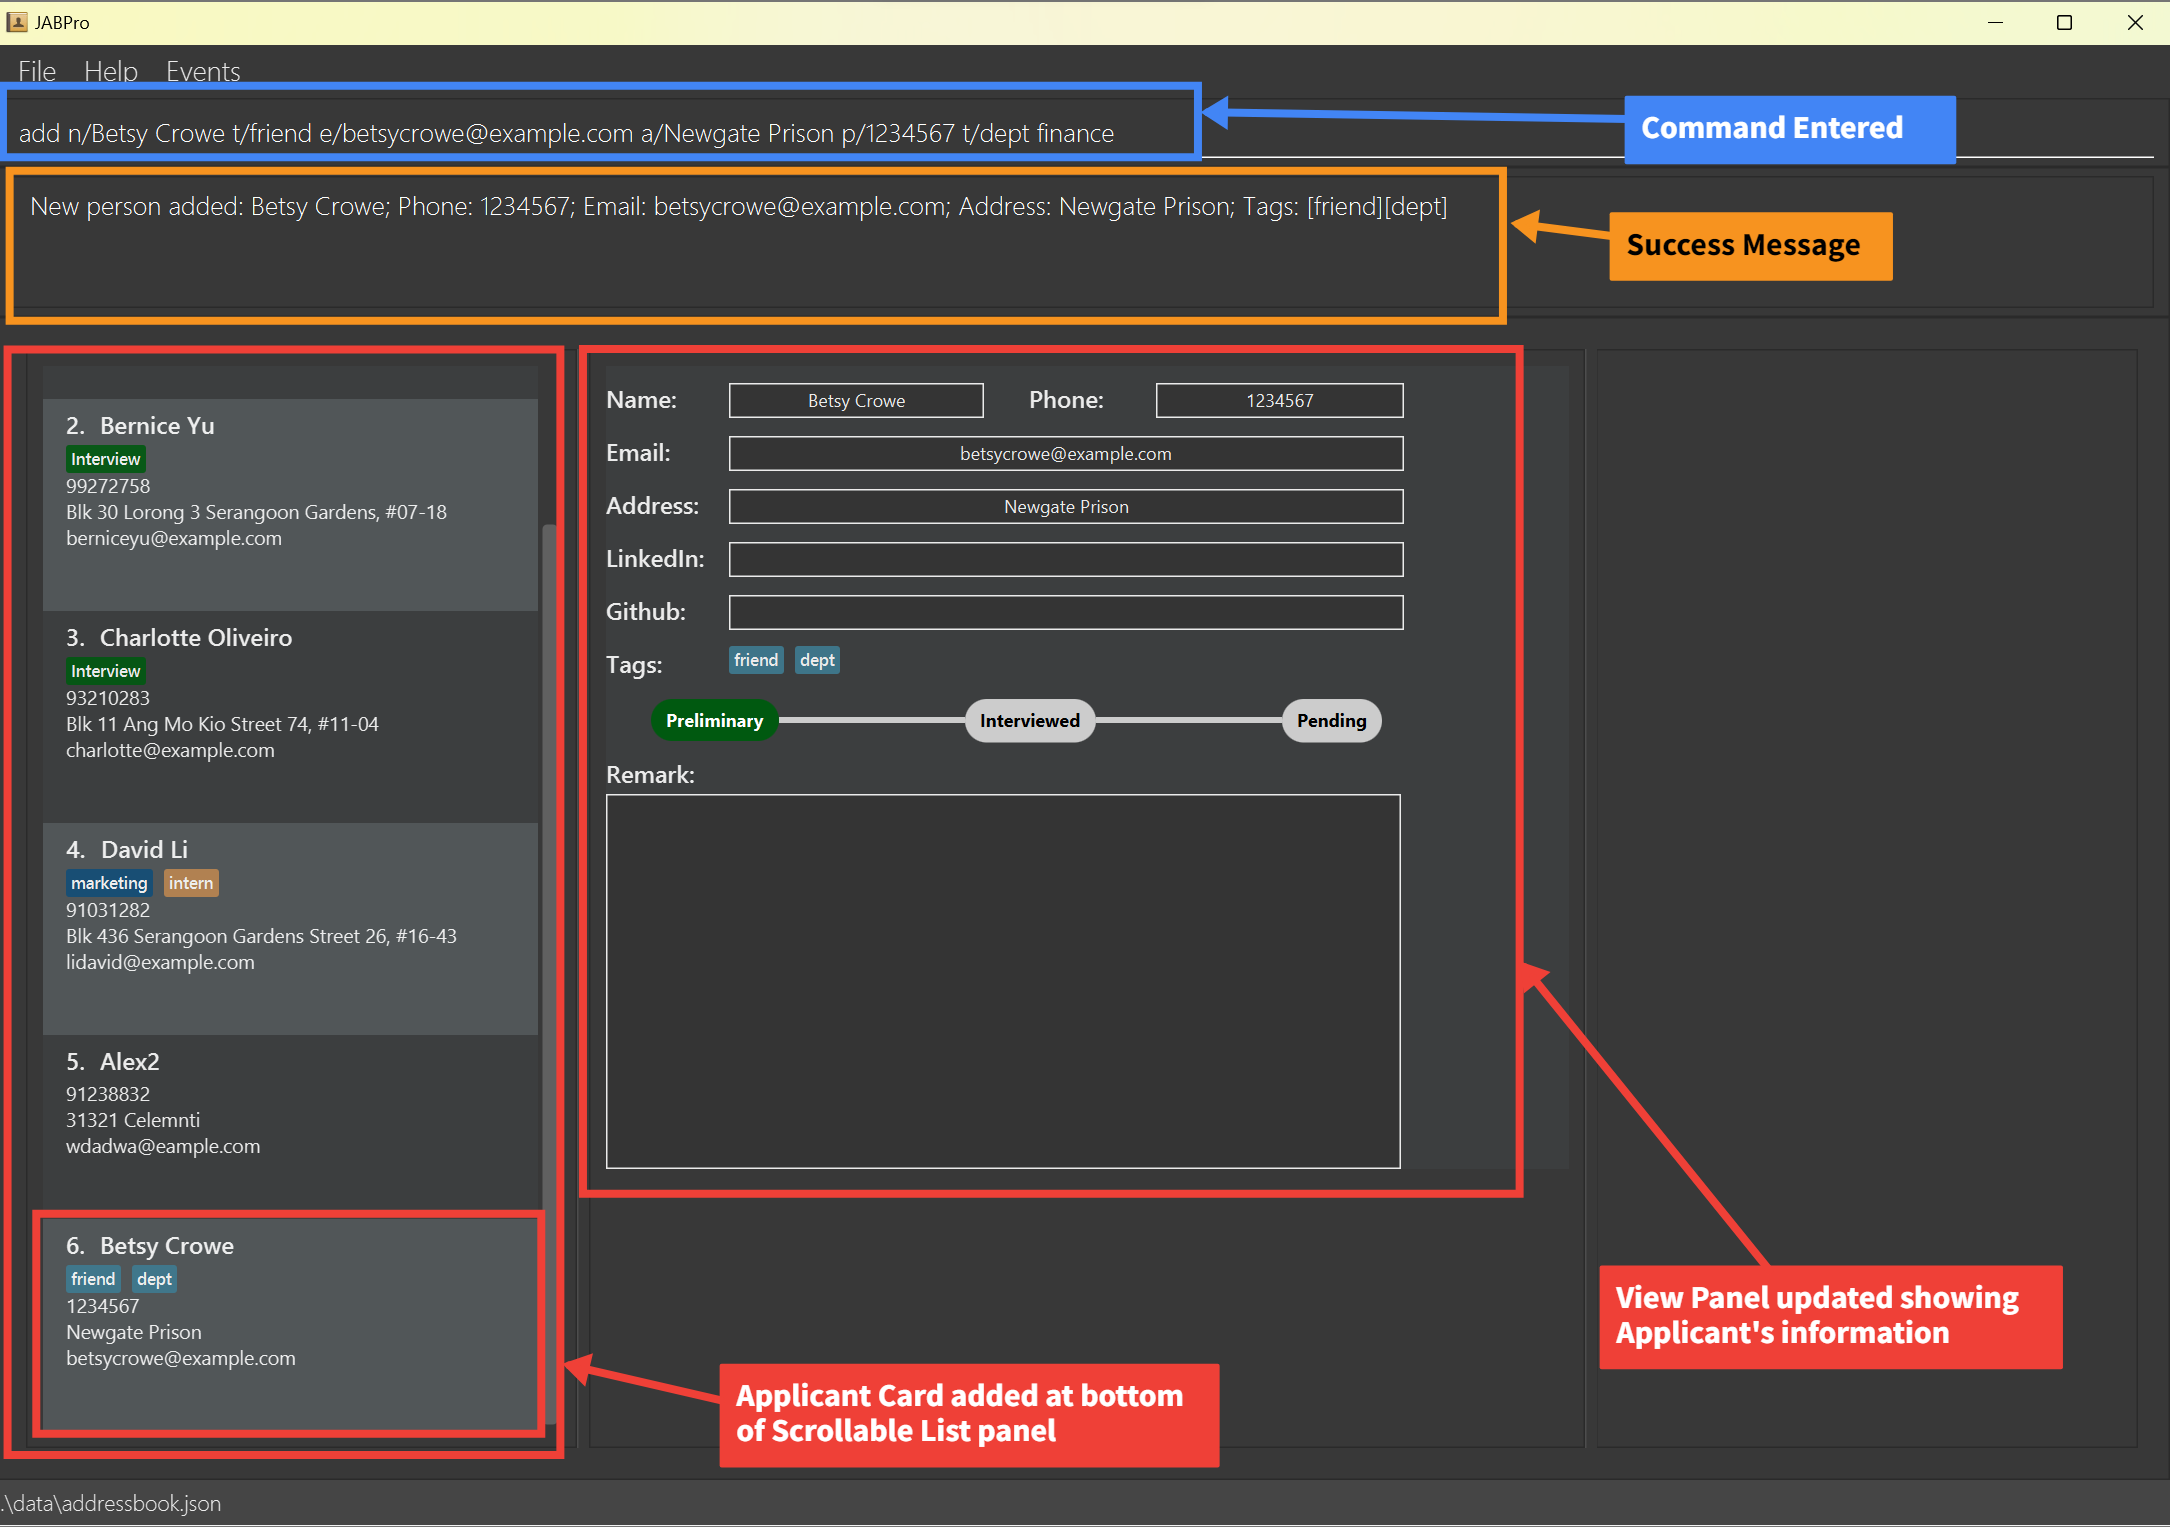 JABPro
File Help Events
add n/Betsy Crowe t/friend e/betsycrowe@example.com a/Newgate Prison p/1234567 t/dept finance
Command Entered
New person added: Betsy Crowe; Phone: 1234567; Email: betsycrowe@example.com; Address: Newgate Prison; Tags: [friend][dept]
Success Message
2. Bernice Yu
Interview
99272758
Blk 30 Lorong 3 Serangoon Gardens, #07-18
berniceyu@example.com
3. Charlotte Oliveiro
Interview
93210283
Blk 11 Ang Mo Kio Street 74, #11-04
charlotte@example.com
4. David Li
marketing intern
91031282
Blk 436 Serangoon Gardens Street 26, #16-43
lidavid@example.com
5. Alex2
91238832
31321 Celemnti
wdadwa@eample.com
6. Betsy Crowe
friend dept
1234567
Newgate Prison
betsycrowe@example.com
Name: Betsy Crowe Phone: 1234567
Email: betsycrowe@example.com
Address: Newgate Prison
LinkedIn:
Github:
Tags: friend dept
Preliminary Interviewed Pending
Remark:
View Panel updated showing
Applicant's information
Applicant Card added at bottom
of Scrollable List panel
.\data\addressbook.json